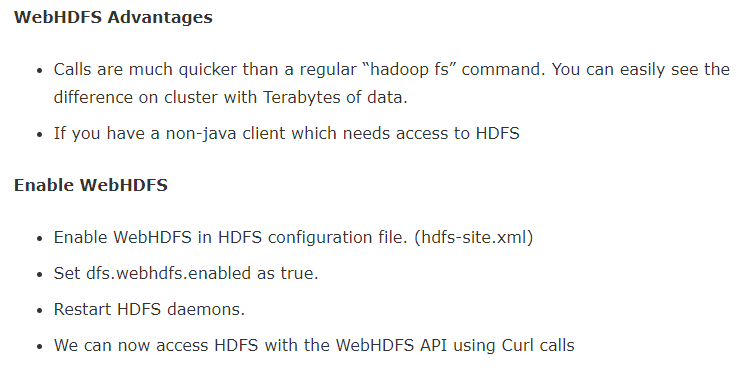 WebHDFS Advantages
• Calls are much quicker than a regular “hadoop fs” command. You can easily see the
difference on cluster with Terabytes of data.
• If you have a non-java client which needs access to HDFS
Enable WebHDFS
• Enable WebHDFS in HDFS configuration file. (hdfs-site.xml)
• Set dfs.webhdfs.enabled as true.
• Restart HDFS daemons.
• We can now access HDFS with the WebHDFS API using Curl calls